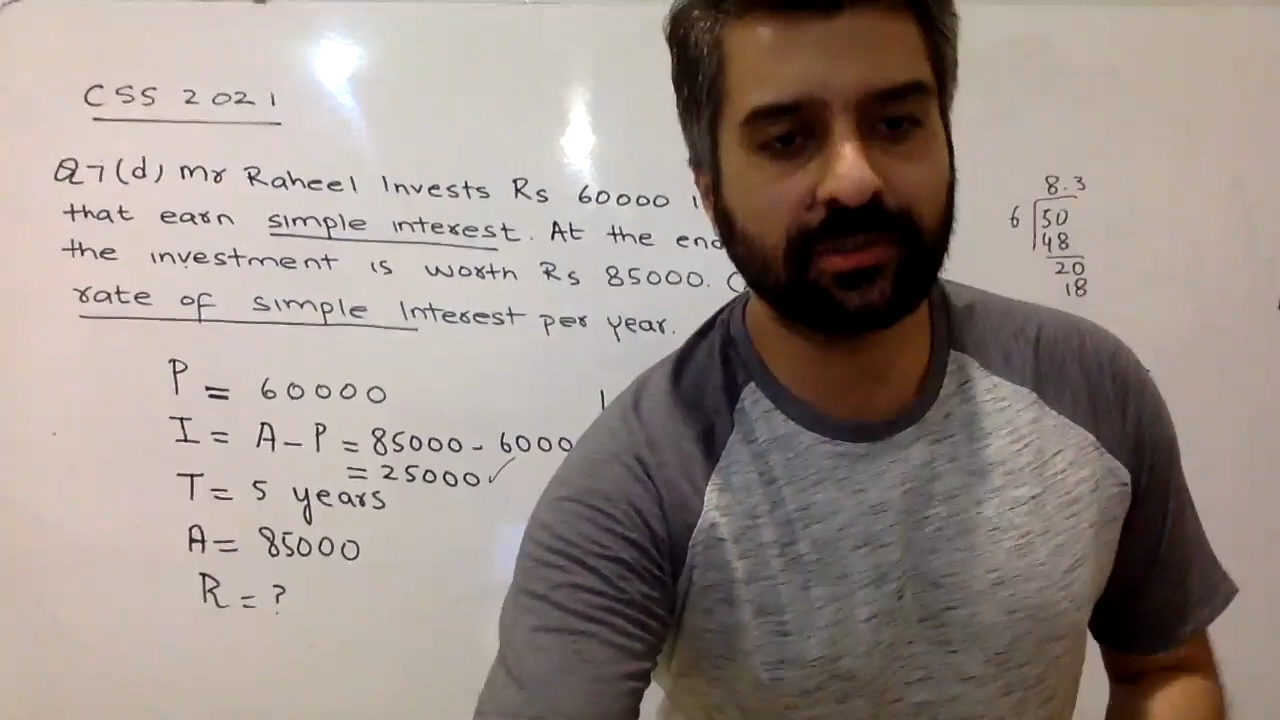 CSS 2021
Q7(d) Mr Raheel Invests Rs 60000
that earn simple interest. At the end
the investment is worth Rs 85000.
rate of simple Interest per year.
P = 60000
I = A - P = 85000 - 6000
= 25000 ✓
T = 5 years
A = 85000
R = ?
8.3
6 50
48
20
18